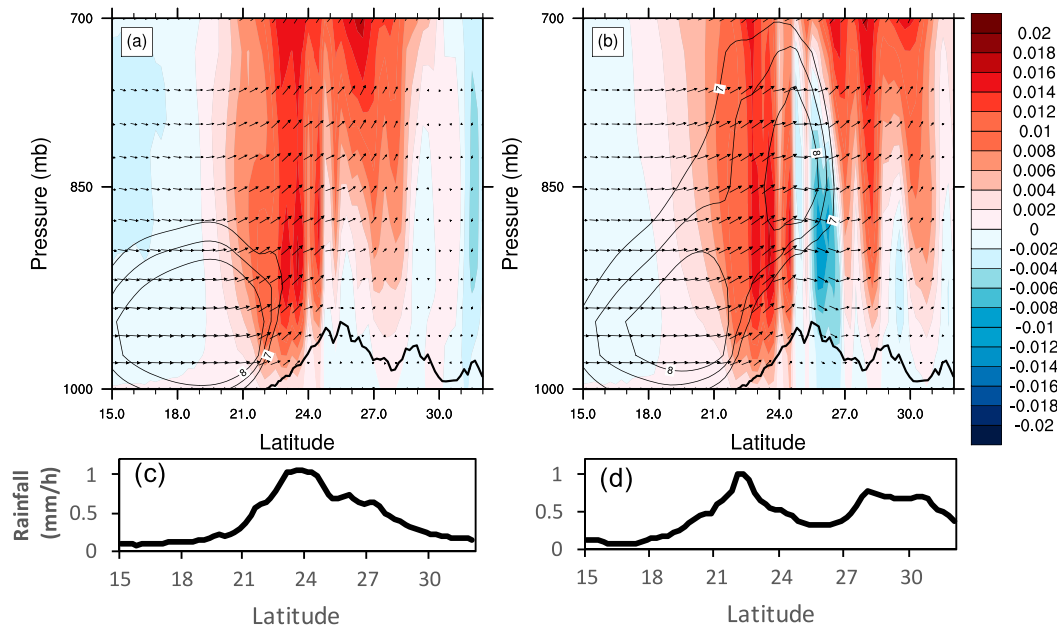 (a)
(b)
700
850
1000
Pressure (mb)
7
8
15.0 18.0 21.0 24.0 27.0 30.0
Latitude
700
850
1000
Pressure (mb)
7
8
7
8
15.0 18.0 21.0 24.0 27.0 30.0
Latitude
0.02
0.018
0.016
0.014
0.012
0.01
0.008
0.006
0.004
0.002
0
-0.002
-0.004
-0.006
-0.008
-0.01
-0.012
-0.014
-0.016
-0.018
-0.02
(c)
Rainfall
(mm/h)
1
0.5
0
15 18 21 24 27 30
Latitude
(d)
1
0.5
0
15 18 21 24 27 30
Latitude